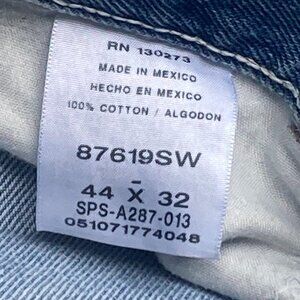 RN 130273
MADE IN MEXICO
HECHO EN MEXICO
100% COTTON / ALGODON
87619SW
-
44 X 32
SPS-A287-013
051071774048